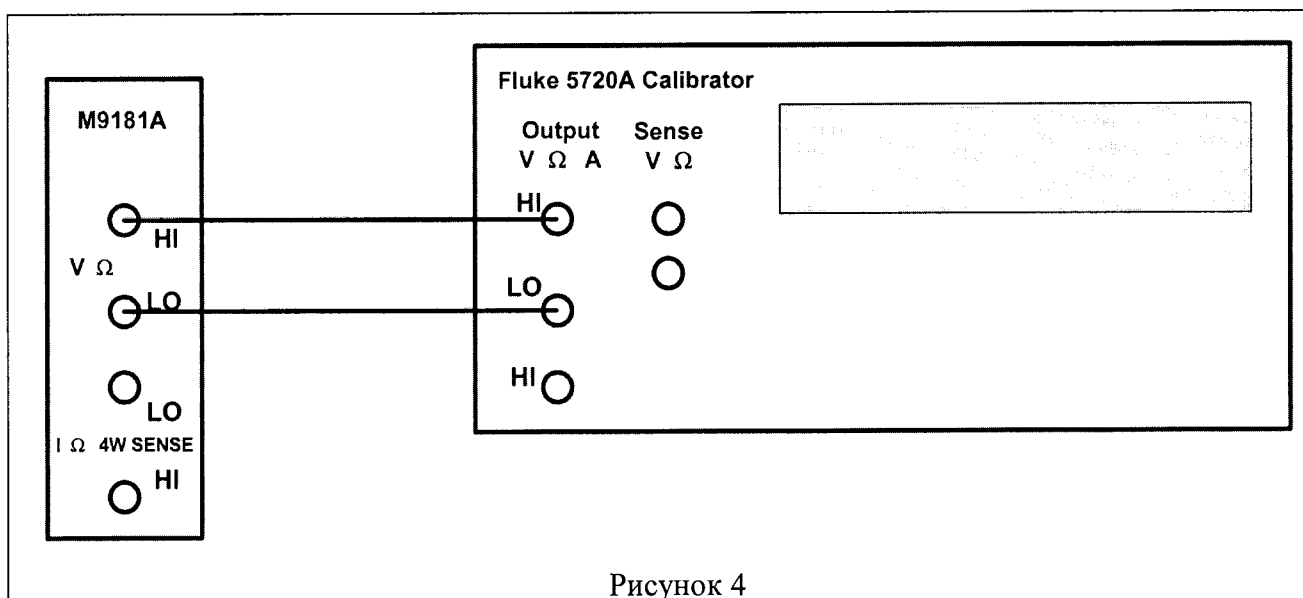 M9181A
HI
V Ω
LO
LO
I Ω 4W SENSE
HI
Fluke 5720A Calibrator
Output Sense
V Ω A V Ω
HI
LO
HI
Рисунок 4